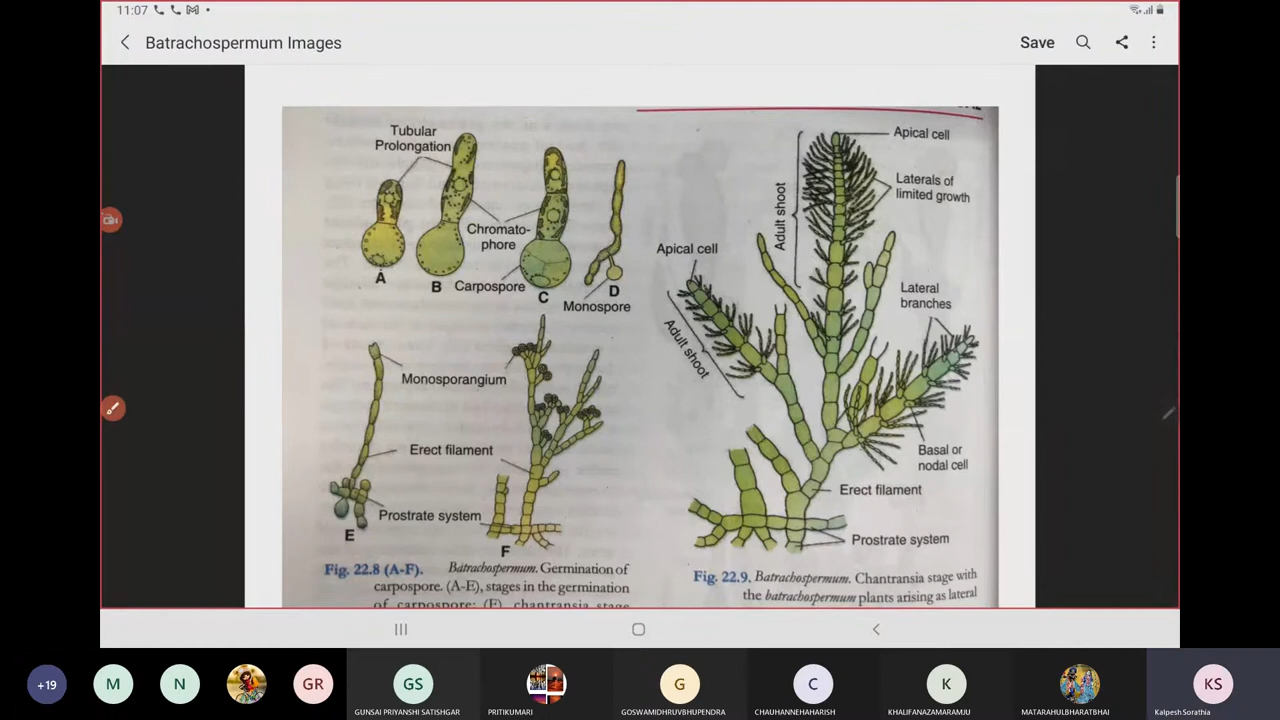 11:07
Batrachospermum Images
Save
Tubular
Prolongation
Chromato-
phore
Carpospore
Monospore
A
B
C
D
Monosporangium
Erect filament
Prostrate system
E
F
Fig. 22.8 (A-F). Batrachospermum. Germination of
carpospore. (A-E), stages in the germination
of carpospore; (F), chantransia stage
Apical cell
Laterals of
limited growth
Adult shoot
Apical cell
Adult shoot
Lateral
branches
Basal or
nodal cell
Erect filament
Prostrate system
Fig. 22.9. Batrachospermum. Chantransia stage with
the batrachospermum plants arising as lateral
+19
M
N
GR
GS
G
C
K
KS
GUNSAI PRIYANSHI SATISHGAR
PRITIKUMARI
GOSWAMIDHRUVBHUPENDRA
CHAUHANNEHAHARISH
KHALIFANAZAMARAMJU
MATARAHULBHARATBHAI
Kalpesh Sorathia